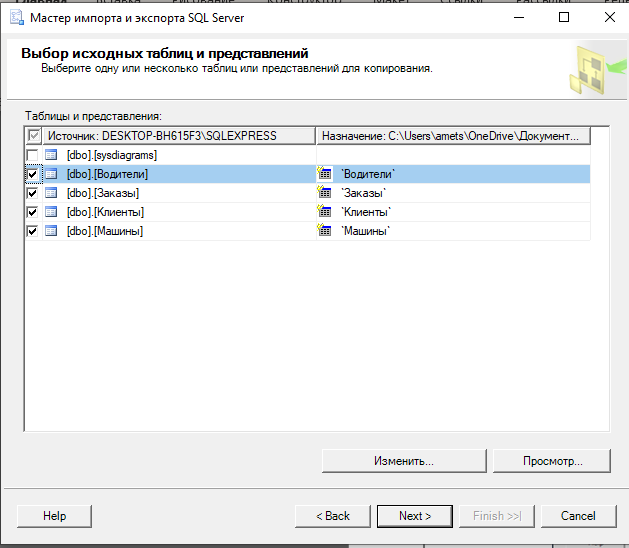 Мастер импорта и экспорта SQL Server
Выбор исходных таблиц и представлений
Выберите одну или несколько таблиц или представлений для копирования.
Таблицы и представления:
Источник: DESKTOP-BH615F3\SQLEXPRESS Назначение: C:\Users\amets\OneDrive\Документ...
[dbo].[sysdiagrams]
[dbo].[Водители] `Водители`
[dbo].[Заказы] `Заказы`
[dbo].[Клиенты] `Клиенты`
[dbo].[Машины] `Машины`
Изменить... Просмотр...
Help < Back Next > Finish >>| Cancel